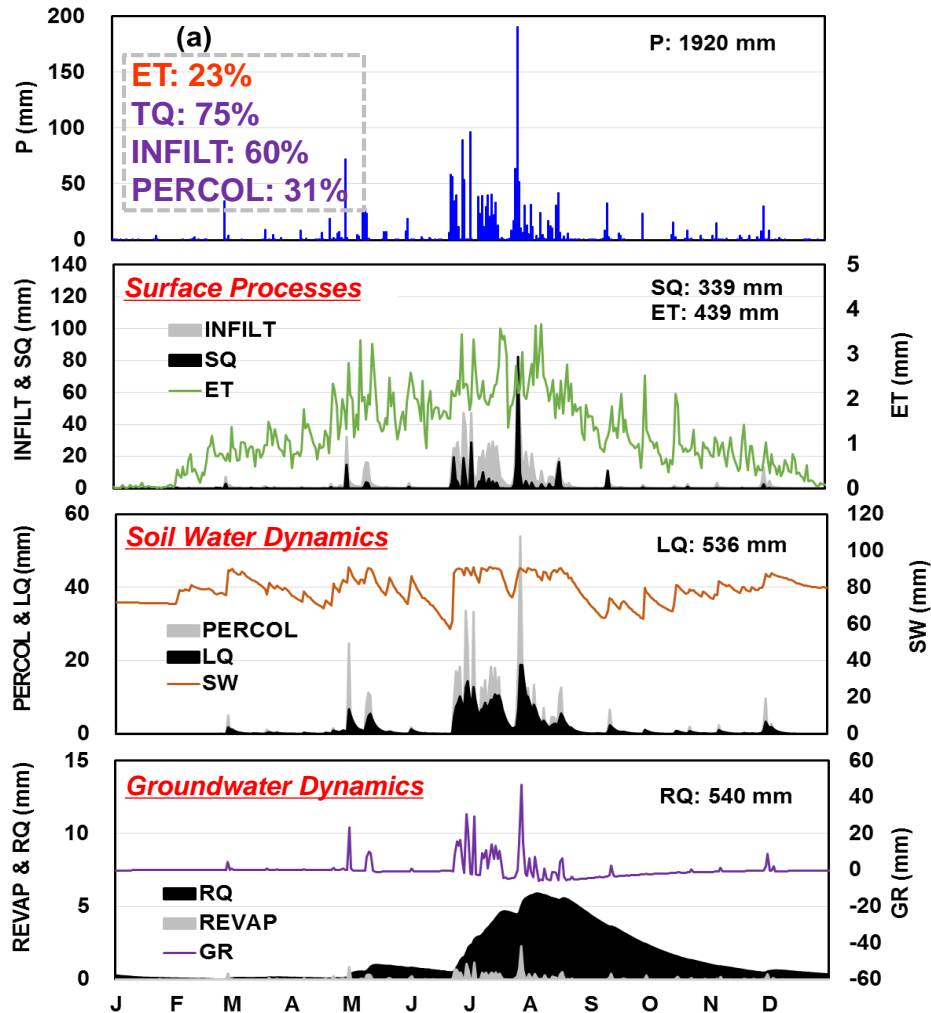 (a)
P: 1920 mm
ET: 23%
TQ: 75%
INFILT: 60%
PERCOL: 31%
P (mm)
200
150
100
50
0
Surface Processes
SQ: 339 mm
ET: 439 mm
INFILT
SQ
ET
INFILT & SQ (mm)
140
120
100
80
60
40
20
0
ET (mm)
5
4
3
2
1
0
Soil Water Dynamics
LQ: 536 mm
PERCOL
LQ
SW
PERCOL & LQ(mm)
60
40
20
0
SW (mm)
120
100
80
60
40
20
0
Groundwater Dynamics
RQ: 540 mm
RQ
REVAP
GR
REVAP & RQ (mm)
15
10
5
0
GR (mm)
60
40
20
0
-20
-40
-60
J F M A M J J A S O N D